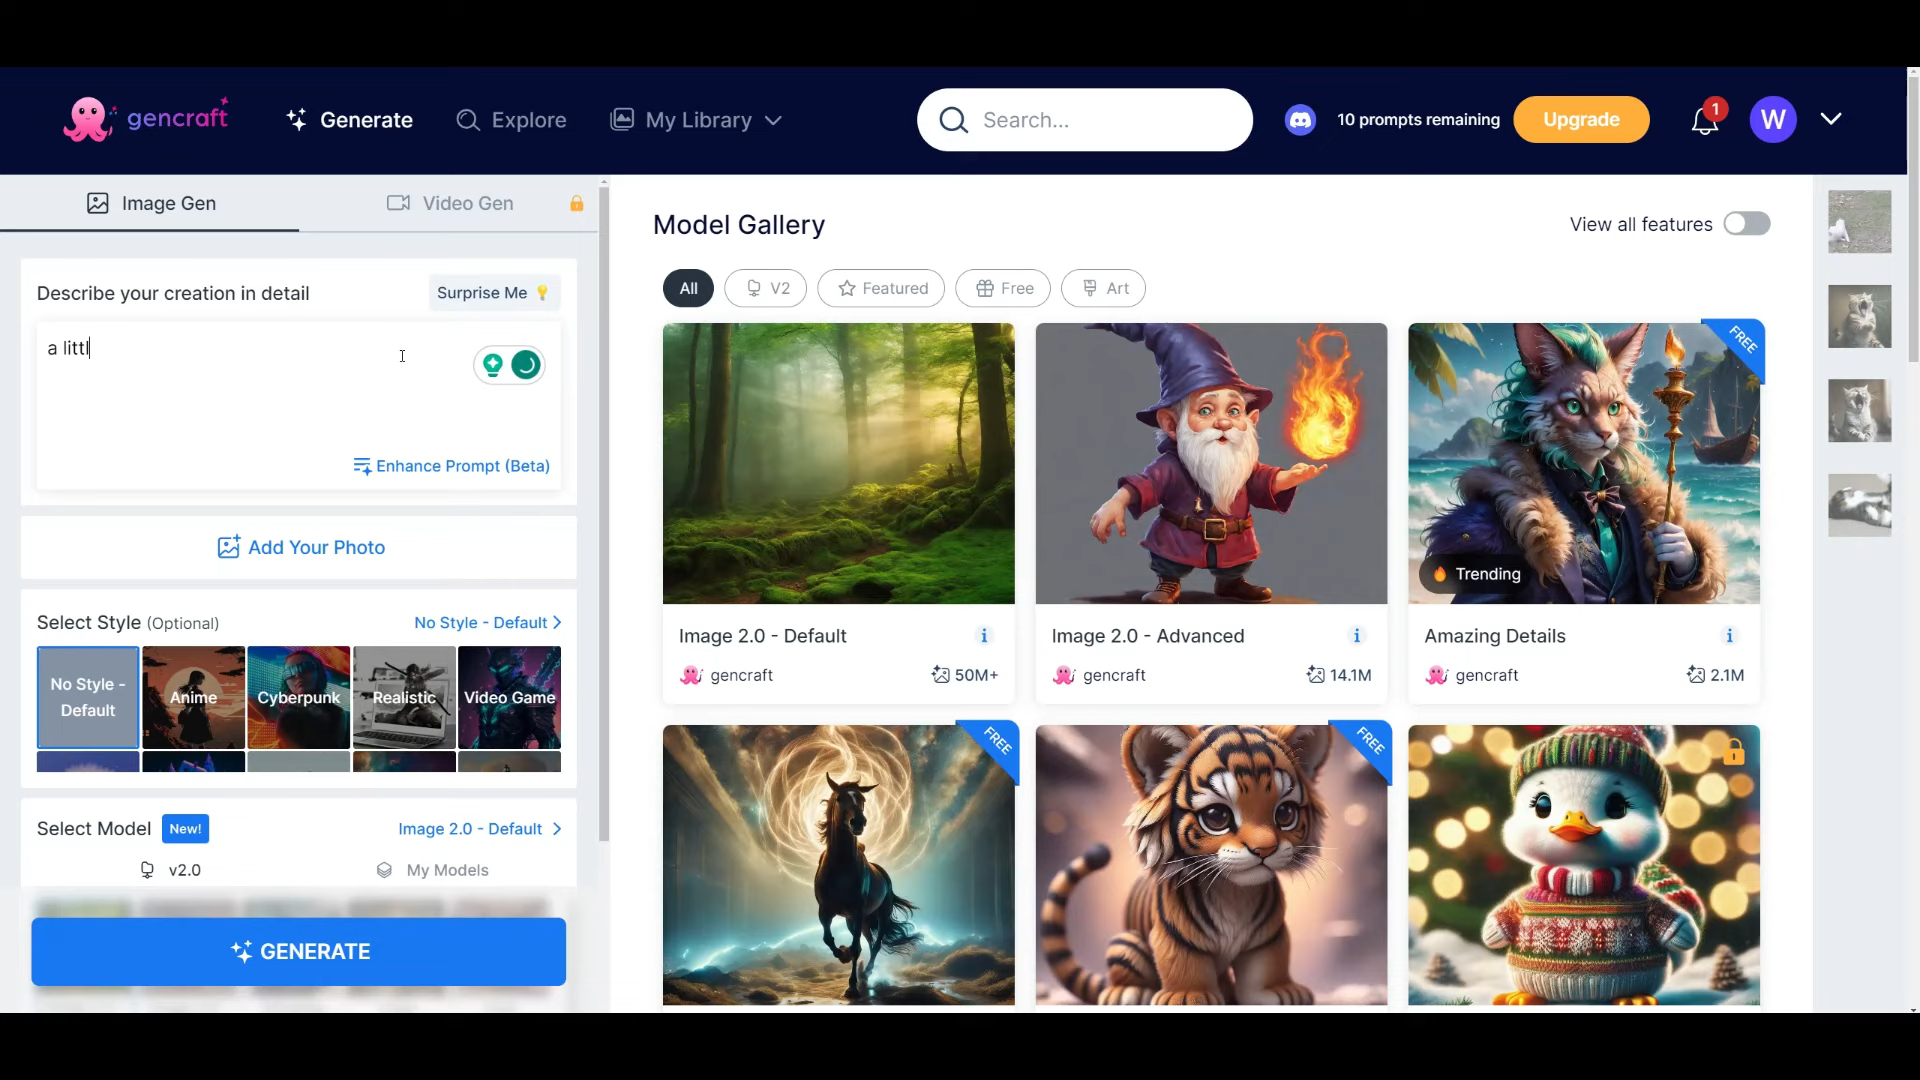 gencraft
Generate
Explore
My Library
Search...
10 prompts remaining
Upgrade
1
W
Image Gen
Video Gen
Describe your creation in detail
Surprise Me
a littl
Enhance Prompt (Beta)
Add Your Photo
Select Style (Optional)
No Style - Default
No Style -
Default
Anime
Cyberpunk
Realistic
Video Game
Select Model
New!
Image 2.0 - Default
v2.0
My Models
GENERATE
Model Gallery
View all features
All
V2
Featured
Free
Art
FREE
Trending
Image 2.0 - Default
i
gencraft
50M+
Image 2.0 - Advanced
i
gencraft
14.1M
Amazing Details
i
gencraft
2.1M
FREE
FREE